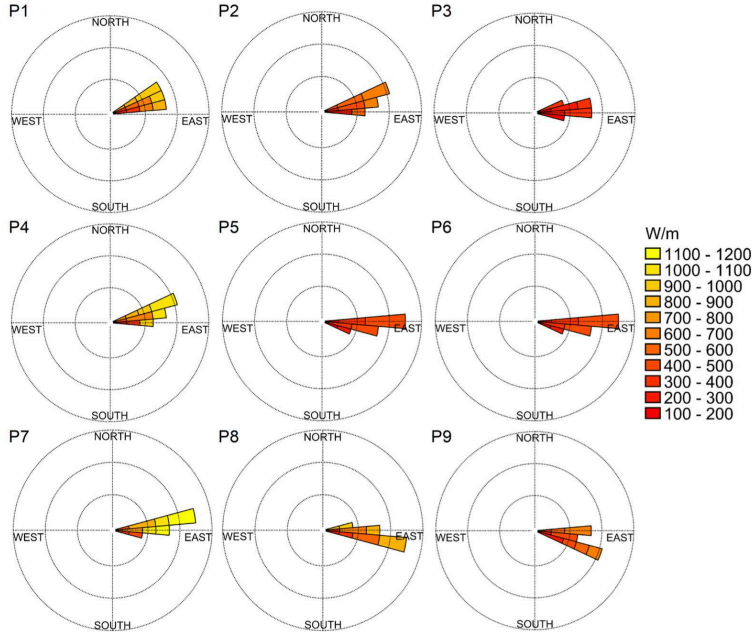 P1
NORTH
WEST
EAST
SOUTH
P2
NORTH
WEST
EAST
SOUTH
P3
NORTH
WEST
EAST
SOUTH
P4
NORTH
WEST
EAST
SOUTH
P5
NORTH
WEST
EAST
SOUTH
P6
NORTH
WEST
EAST
SOUTH
P7
NORTH
WEST
EAST
SOUTH
P8
NORTH
WEST
EAST
SOUTH
P9
NORTH
WEST
EAST
SOUTH
W/m
1100 - 1200
1000 - 1100
900 - 1000
800 - 900
700 - 800
600 - 700
500 - 600
400 - 500
300 - 400
200 - 300
100 - 200